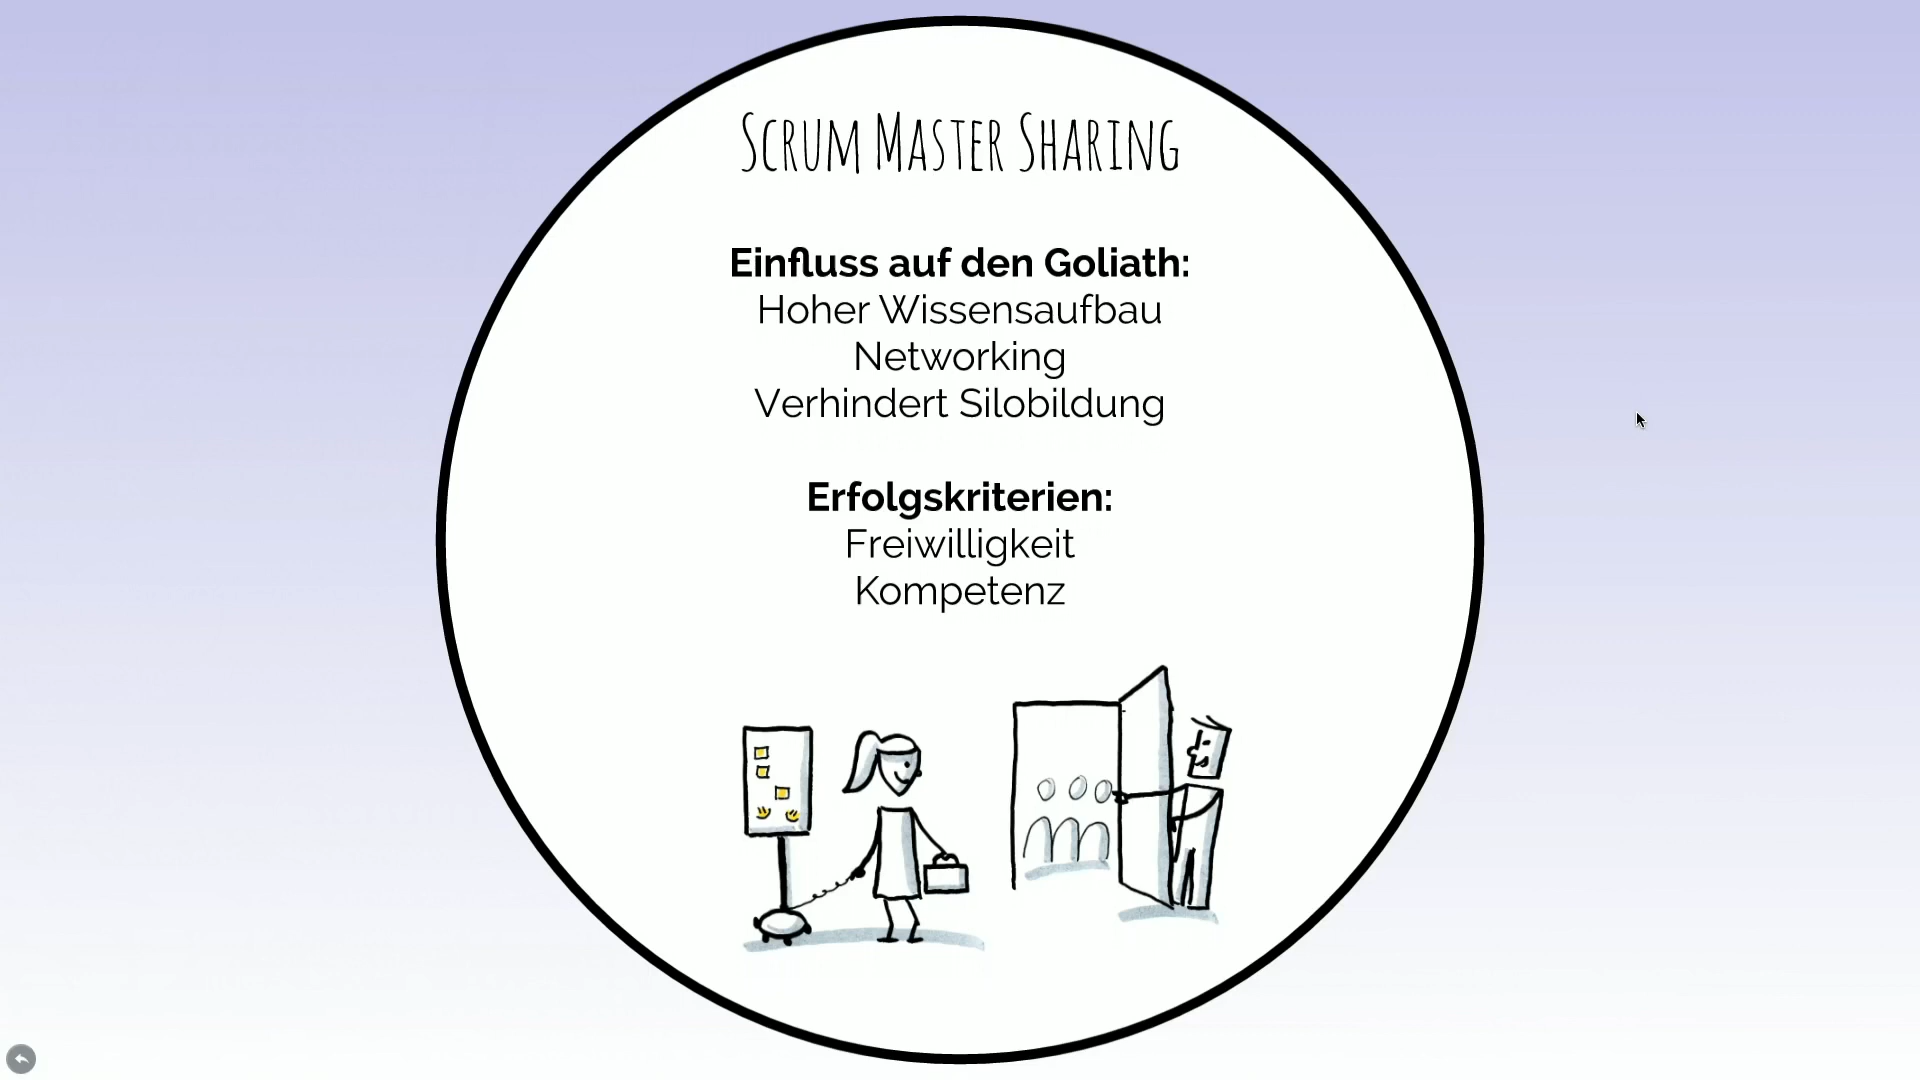 Scrum Master Sharing
Einfluss auf den Goliath:
Hoher Wissensaufbau
Networking
Verhindert Silobildung
Erfolgskriterien:
Freiwilligkeit
Kompetenz